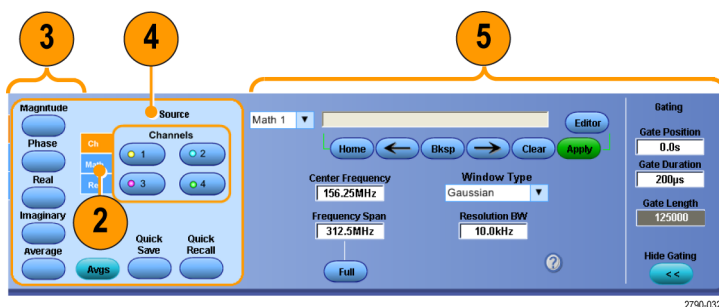 3
4
5
Magnitude
Phase
Real
Imaginary
Average
Source
Ch
Math
Re
2
Channels
1
2
3
4
Avgs
Quick Save
Quick Recall
Math 1
Editor
Home
Bksp
Clear
Apply
Center Frequency
156.25MHz
Window Type
Gaussian
Frequency Span
312.5MHz
Resolution BW
10.0kHz
Full
?
Gating
Gate Position
0.0s
Gate Duration
200µs
Gate Length
125000
Hide Gating
<<
2790-032